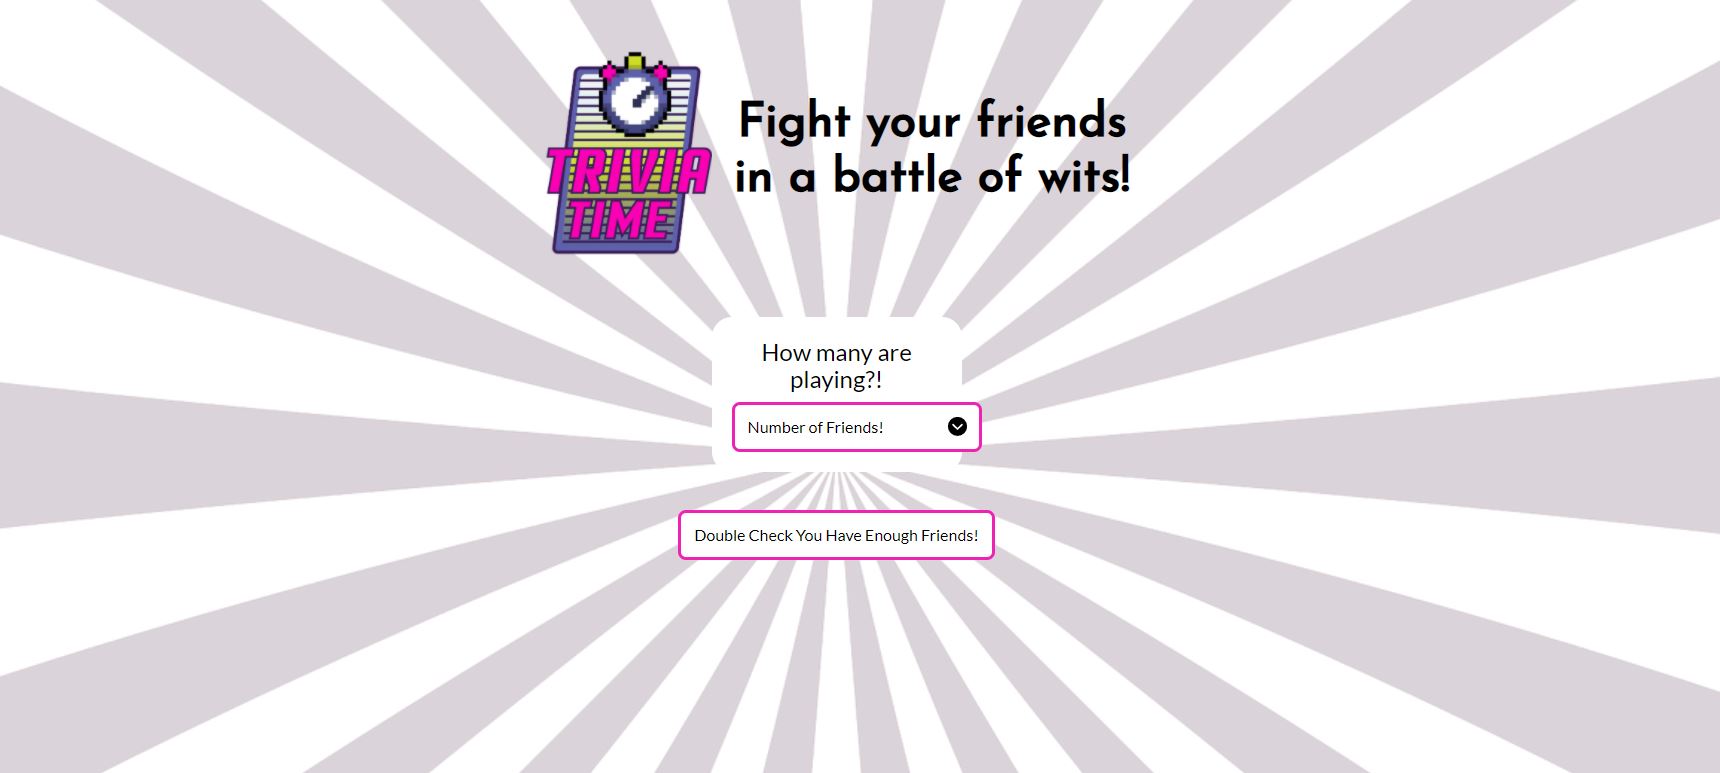 TRIVIA
TIME
Fight your friends
in a battle of wits!
How many are
playing?!
Number of Friends!
Double Check You Have Enough Friends!